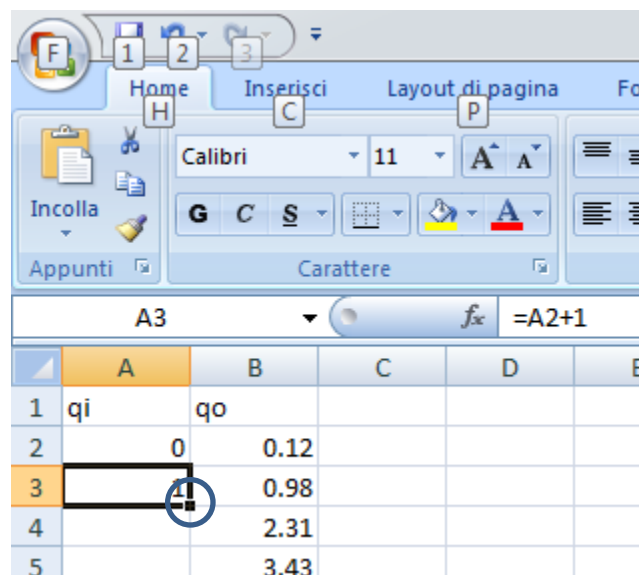 F 1 2 3
Home Inserisci Layout di pagina Fo
H C P
Calibri 11 A A
Incolla G C S A
Appunti Carattere
A3 fx =A2+1
A B C D E
1 qi qo
2 0 0.12
3 1 0.98
4 2.31
5 3.43